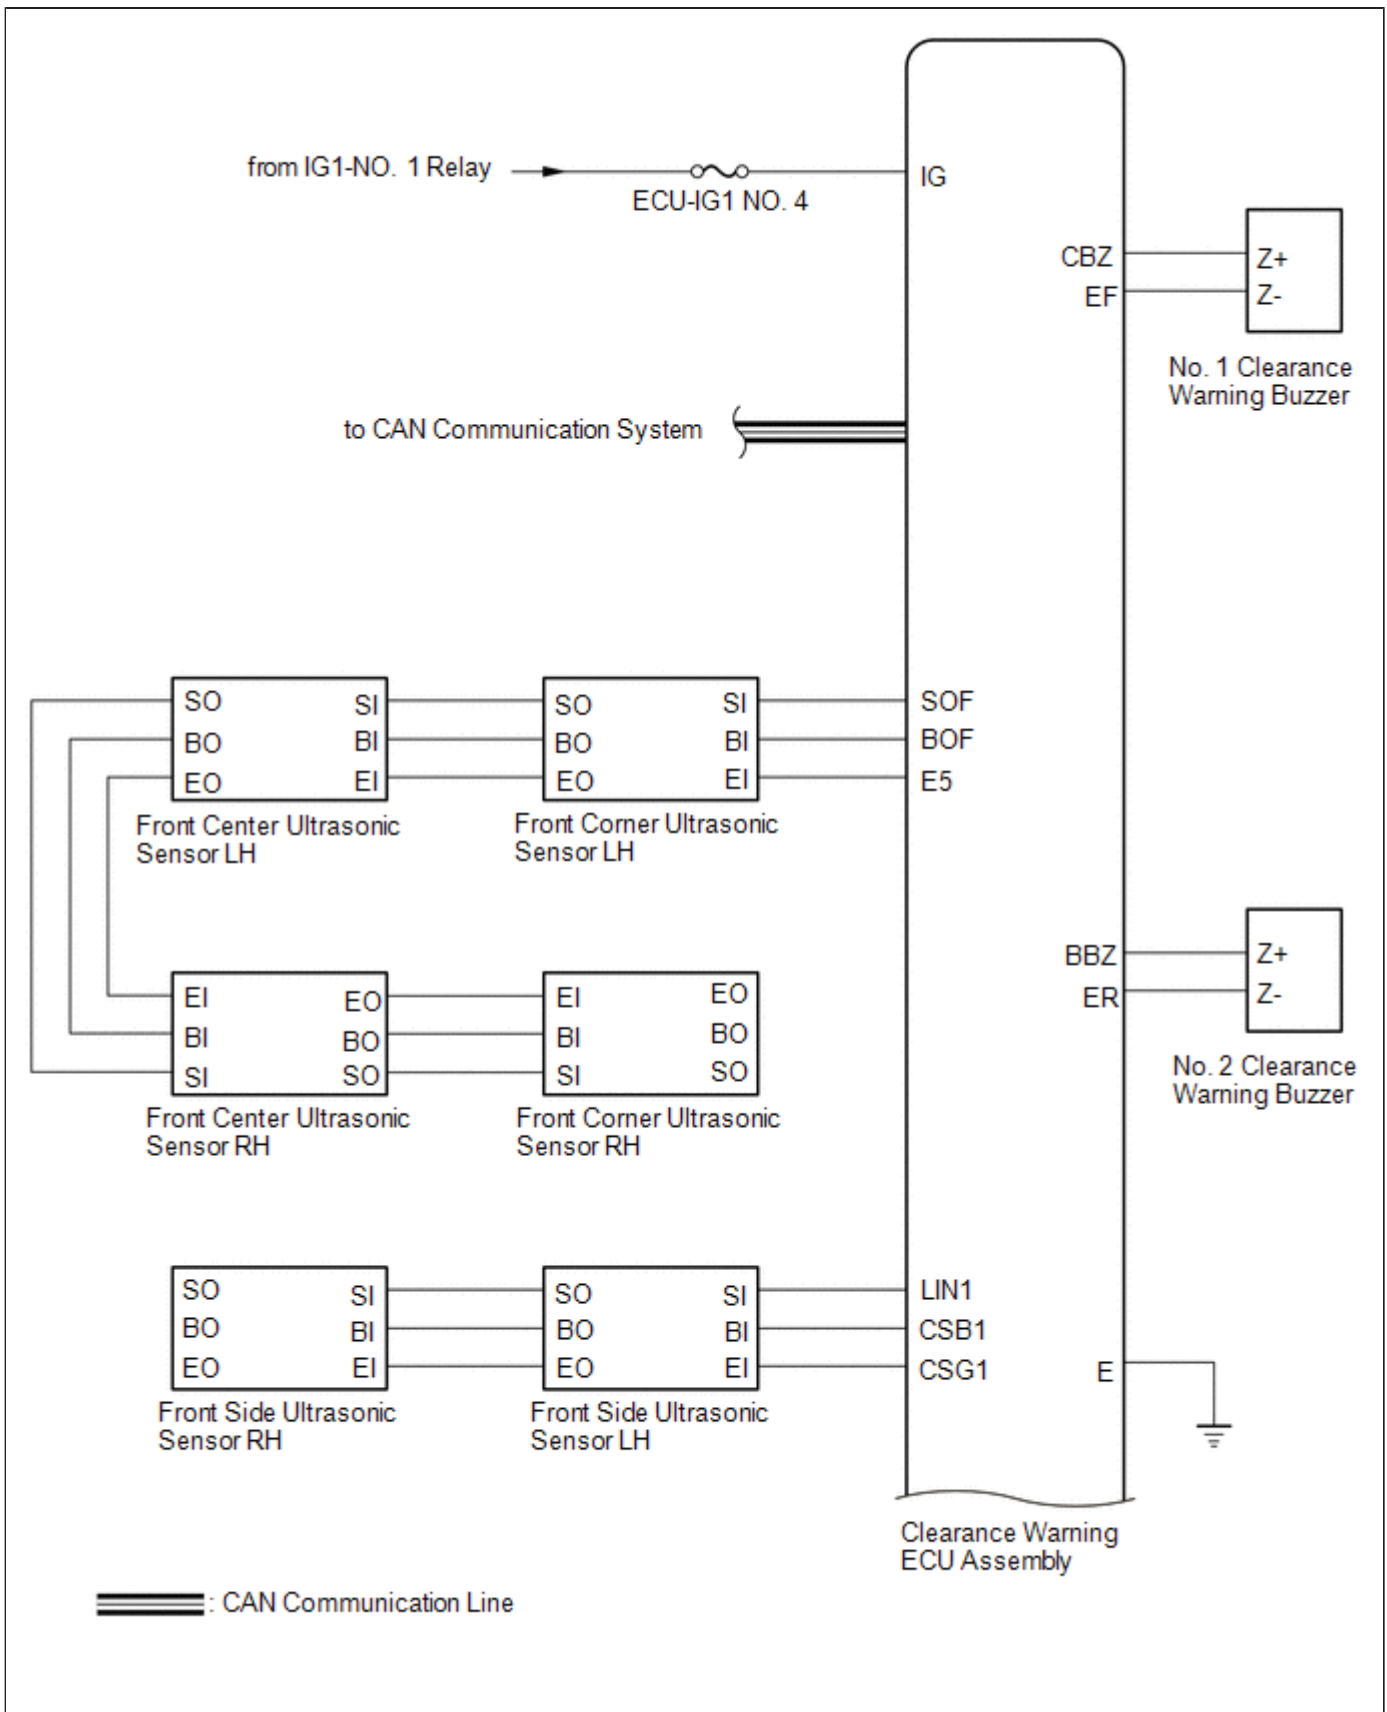 from IG1-NO. 1 Relay
ECU-IG1 NO. 4
IG
CBZ
EF
Z+
Z-
No. 1 Clearance
Warning Buzzer
to CAN Communication System
SO
BO
EO
SI
BI
EI
Front Center Ultrasonic
Sensor LH
SO
BO
EO
SI
BI
EI
Front Corner Ultrasonic
Sensor LH
SOF
BOF
E5
EI
BI
SI
EO
BO
SO
Front Center Ultrasonic
Sensor RH
EI
BI
SI
EO
BO
SO
Front Corner Ultrasonic
Sensor RH
BBZ
ER
Z+
Z-
No. 2 Clearance
Warning Buzzer
SO
BO
EO
SI
BI
EI
Front Side Ultrasonic
Sensor RH
SO
BO
EO
SI
BI
EI
Front Side Ultrasonic
Sensor LH
LIN1
CSB1
CSG1
E
Clearance Warning
ECU Assembly
: CAN Communication Line